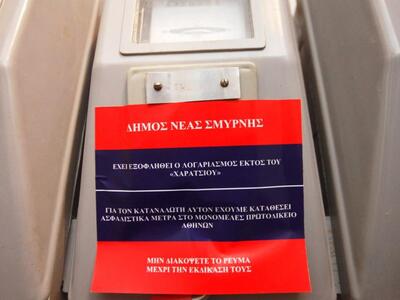 ΔΗΜΟΣ ΝΕΑΣ ΣΜΥΡΝΗΣ
ΕΧΕΙ ΕΞΟΦΛΗΘΕΙ Ο ΛΟΓΑΡΙΑΣΜΟΣ ΕΚΤΟΣ ΤΟΥ
«ΧΑΡΑΤΣΙΟΥ»
ΓΙΑ ΤΟΝ ΚΑΤΑΝΑΛΩΤΗ ΑΥΤΟΝ ΕΧΟΥΜΕ ΚΑΤΑΘΕΣΕΙ
ΑΣΦΑΛΙΣΤΙΚΑ ΜΕΤΡΑ ΣΤΟ ΜΟΝΟΜΕΛΕΣ ΠΡΩΤΟΔΙΚΕΙΟ
ΑΘΗΝΩΝ
ΜΗΝ ΔΙΑΚΟΨΕΤΕ ΤΟ ΡΕΥΜΑ
ΜΕΧΡΙ ΤΗΝ ΕΚΔΙΚΑΣΗ ΤΟΥΣ